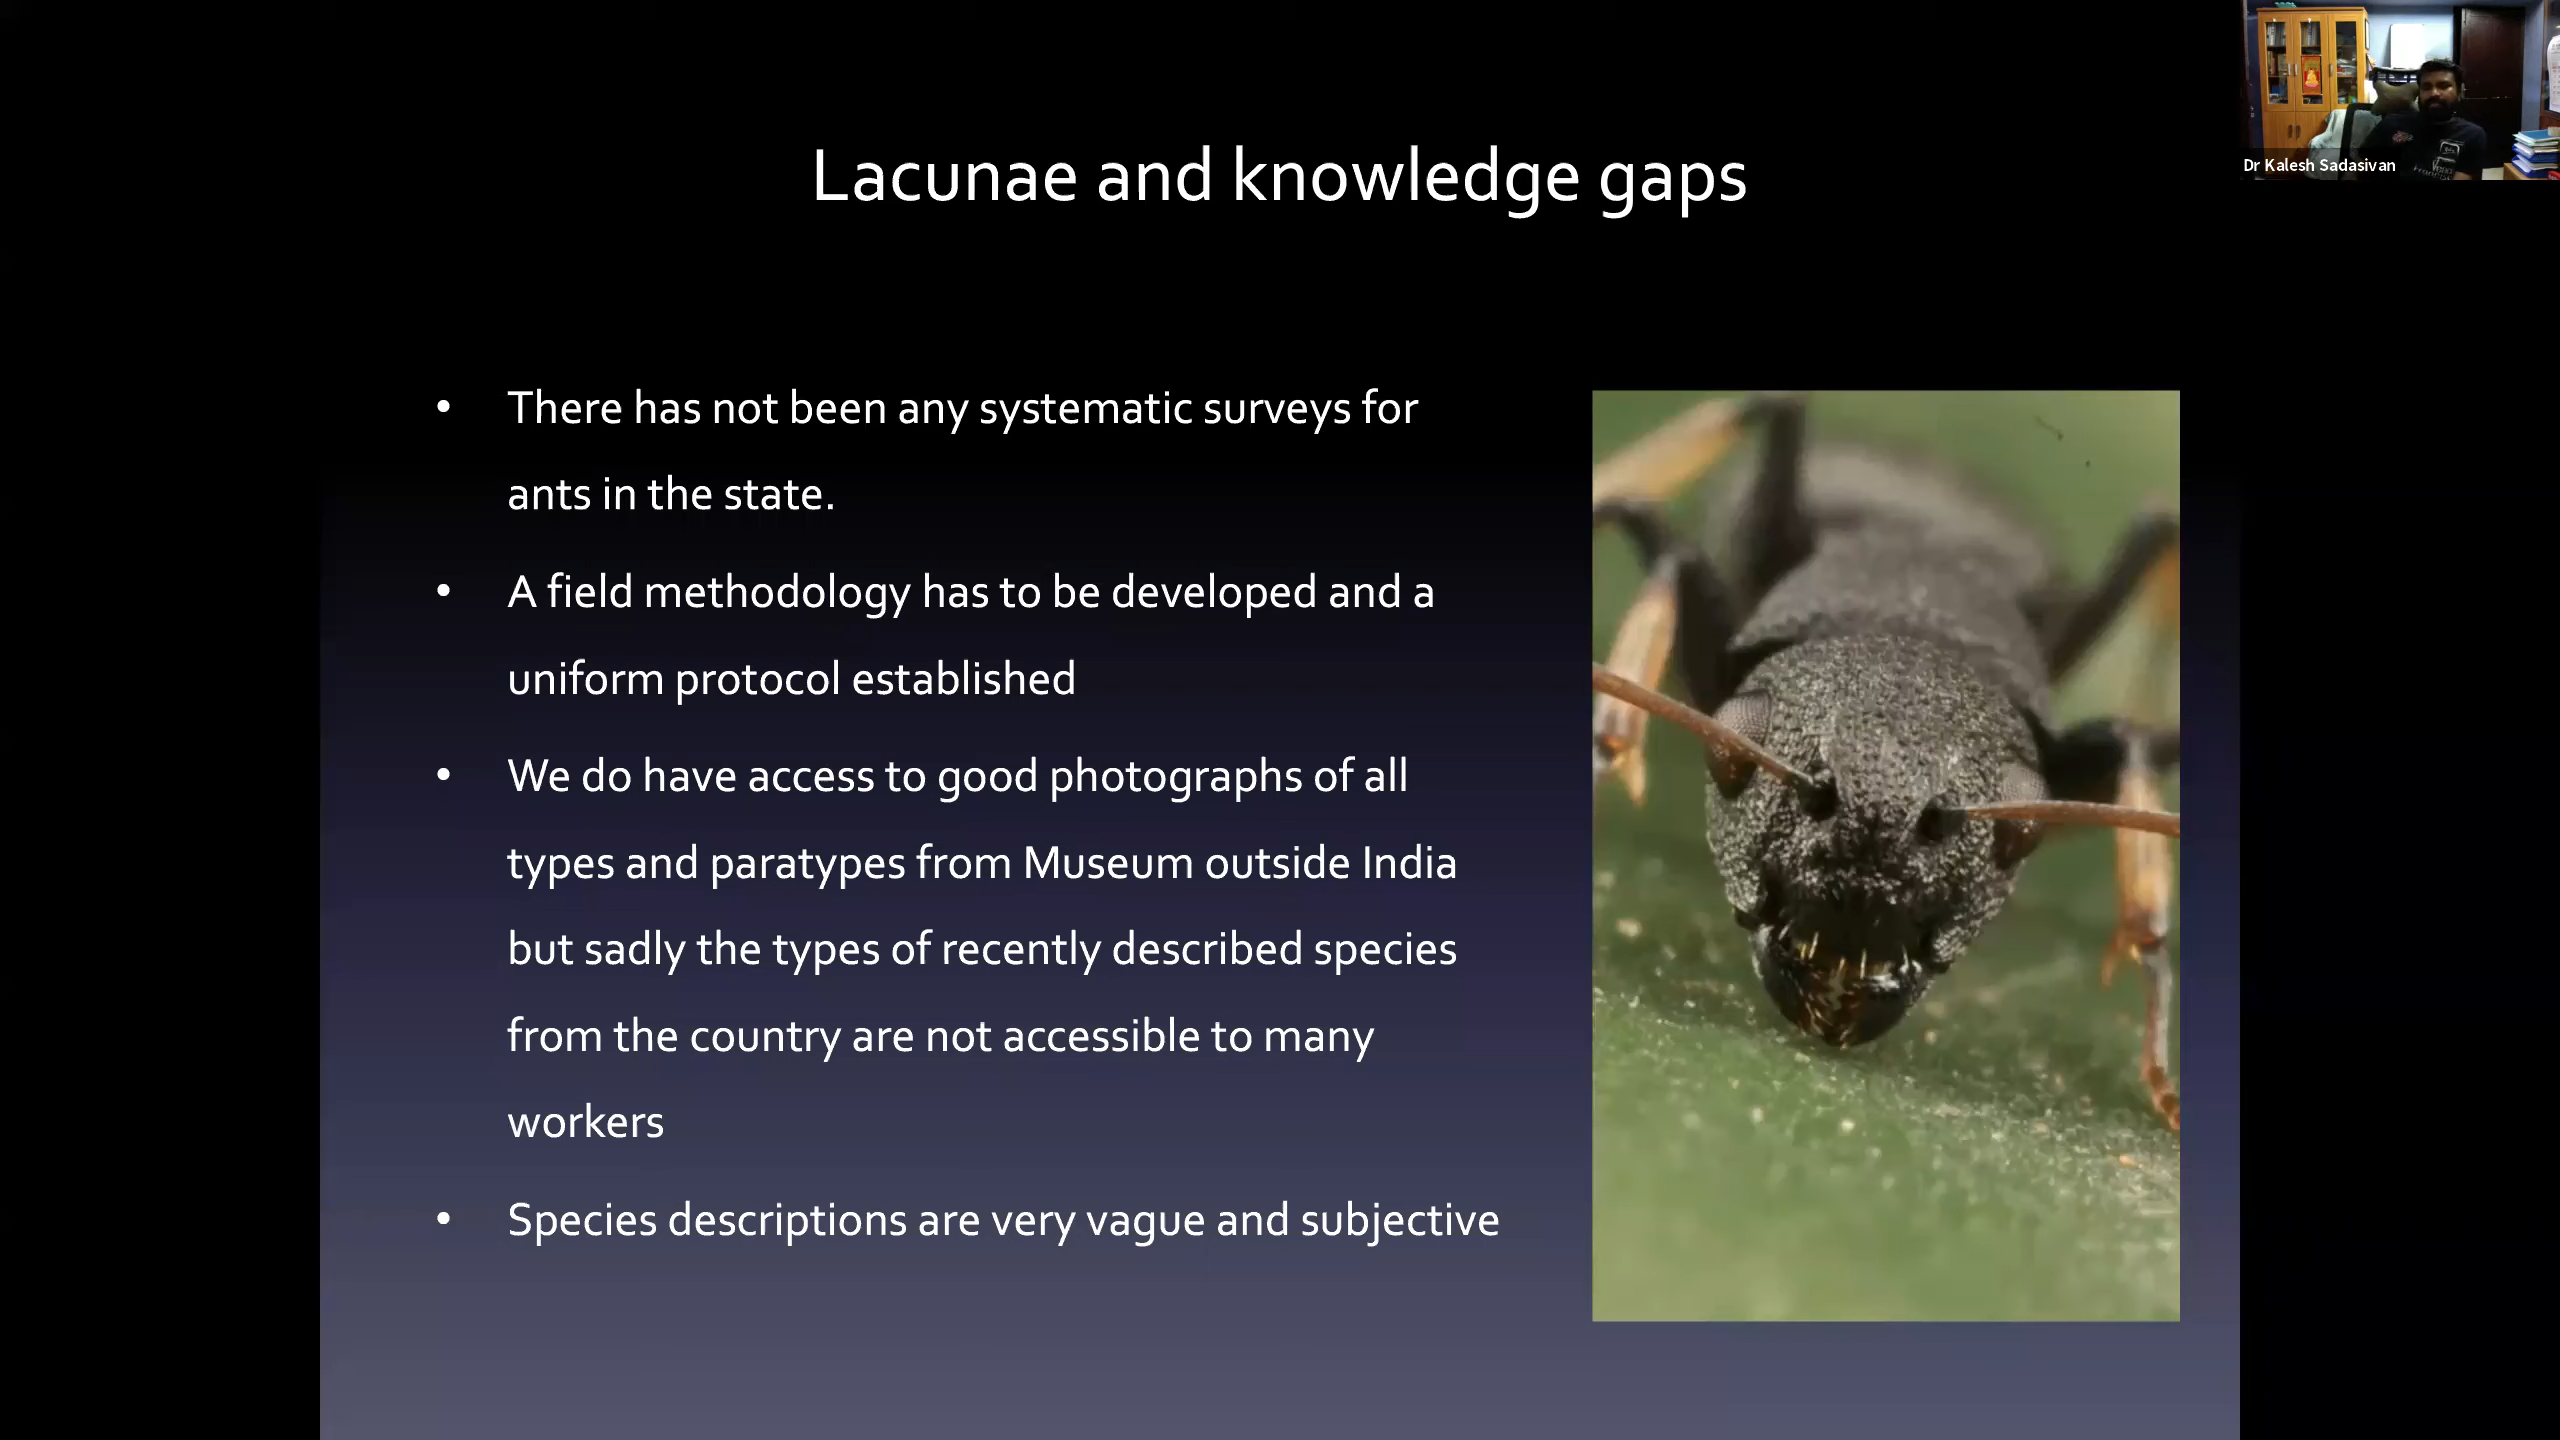 Dr Kalesh Sadasivan
Lacunae and knowledge gaps
• There has not been any systematic surveys for
ants in the state.
• A field methodology has to be developed and a
uniform protocol established
• We do have access to good photographs of all
types and paratypes from Museum outside India
but sadly the types of recently described species
from the country are not accessible to many
workers
• Species descriptions are very vague and subjective